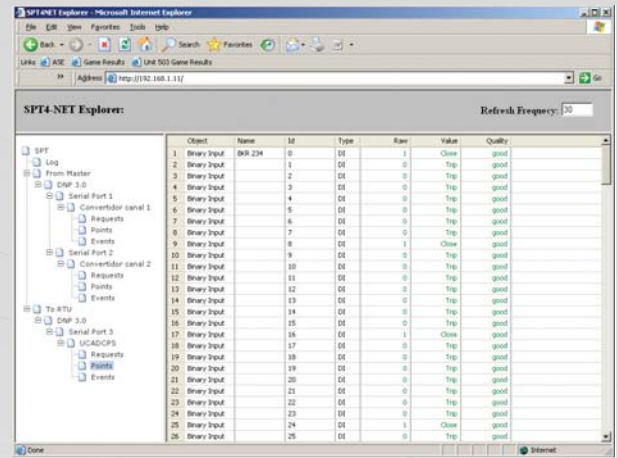 SPT4-NET Explorer - Microsoft Internet Explorer
File Edit View Favorites Tools Help
Back Search Favorites
Links ASE Game Results Unit 503 Game Results
Address http://192.168.1.11/ Go
SPT4-NET Explorer: Refresh Frequecy: 30
SPT
Log
From Master
DNP 3.0
Serial Port 1
Convertidor canal 1
Requests
Points
Events
Serial Port 2
Convertidor canal 2
Requests
Points
Events
To RTU
DNP 3.0
Serial Port 3
UCADCPS
Requests
Points
Events
Object Name Id Type Raw Value Quality
1 Binary Input BKR 234 0 DI 1 Close good
2 Binary Input 1 DI 0 Trip good
3 Binary Input 2 DI 0 Trip good
4 Binary Input 3 DI 0 Trip good
5 Binary Input 4 DI 0 Trip good
6 Binary Input 5 DI 0 Trip good
7 Binary Input 6 DI 0 Trip good
8 Binary Input 7 DI 0 Trip good
9 Binary Input 8 DI 1 Close good
10 Binary Input 9 DI 0 Trip good
11 Binary Input 10 DI 0 Trip good
12 Binary Input 11 DI 0 Trip good
13 Binary Input 12 DI 0 Trip good
14 Binary Input 13 DI 0 Trip good
15 Binary Input 14 DI 0 Trip good
16 Binary Input 15 DI 0 Trip good
17 Binary Input 16 DI 1 Close good
18 Binary Input 17 DI 0 Trip good
19 Binary Input 18 DI 0 Trip good
20 Binary Input 19 DI 0 Trip good
21 Binary Input 20 DI 0 Trip good
22 Binary Input 21 DI 0 Trip good
23 Binary Input 22 DI 0 Trip good
24 Binary Input 23 DI 0 Trip good
25 Binary Input 24 DI 1 Close good
26 Binary Input 25 DI 0 Trip good
Done Internet